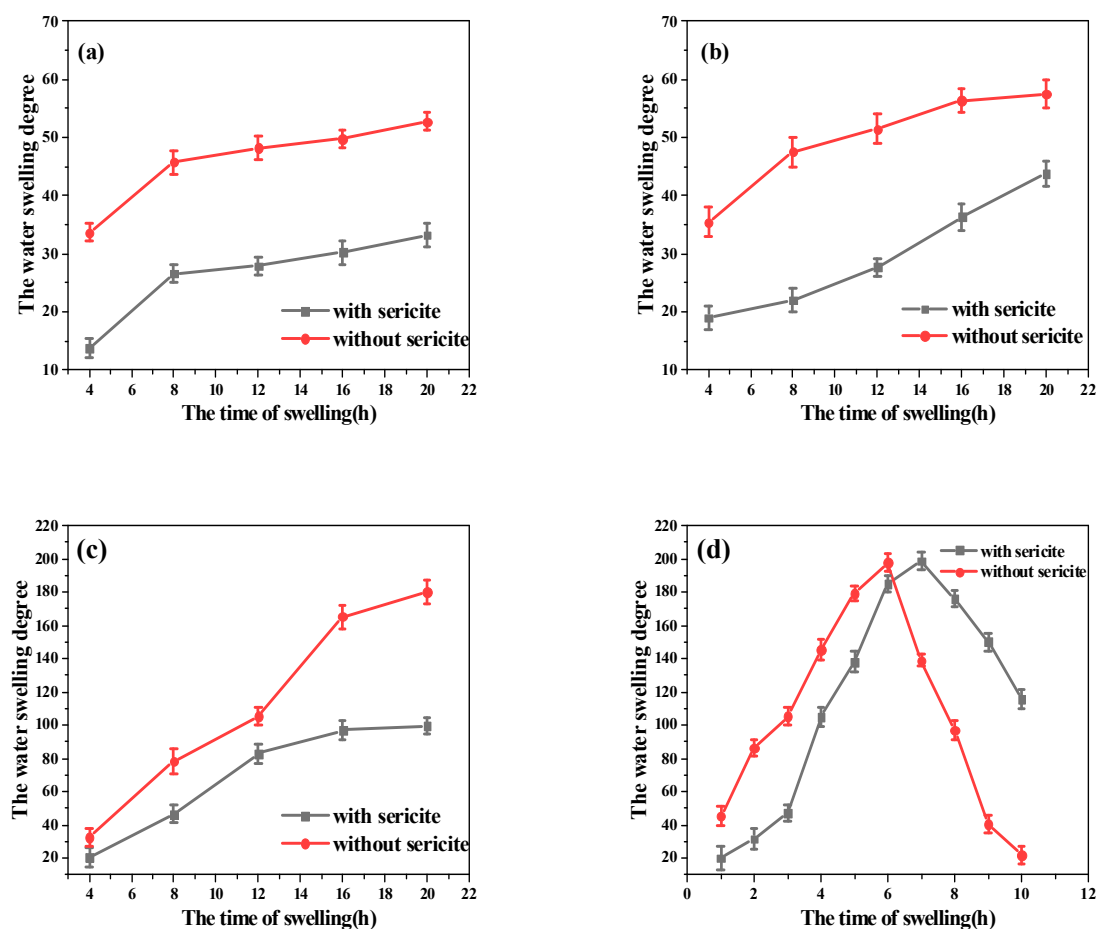 (a)
The water swelling degree
70
60
50
40
30
20
10
4 6 8 10 12 14 16 18 20 22
The time of swelling(h)
with sericite
without sericite
(b)
The water swelling degree
70
60
50
40
30
20
10
4 6 8 10 12 14 16 18 20 22
The time of swelling(h)
with sericite
without sericite
(c)
The water swelling degree
220
200
180
160
140
120
100
80
60
40
20
4 6 8 10 12 14 16 18 20 22
The time of swelling(h)
with sericite
without sericite
(d)
The water swelling degree
220
200
180
160
140
120
100
80
60
40
20
0 2 4 6 8 10 12
The time of swelling(h)
with sericite
without sericite